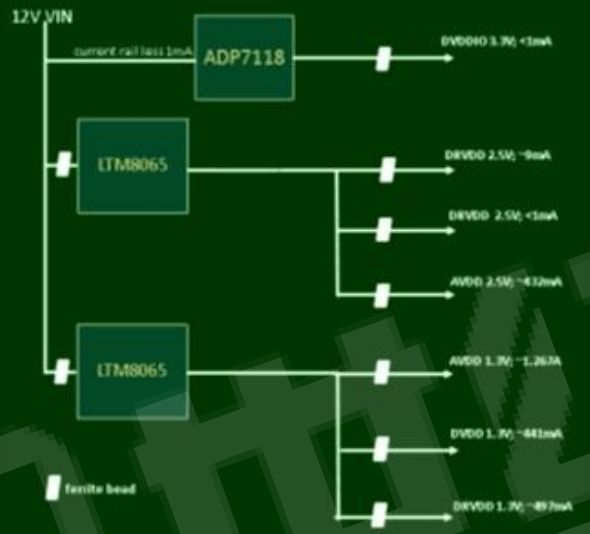 12V VIN
current rail less 1mA
ADP7118
DVDDIO 3.3V; <1mA
LTM8065
DRVDD 2.5V; ~9mA
DRVDD 2.5V; <1mA
AVDD 2.5V; ~432mA
LTM8065
AVDD 1.3V; ~1.267A
DVDD 1.3V; ~441mA
DRVDD 1.3V; ~497mA
ferrite bead